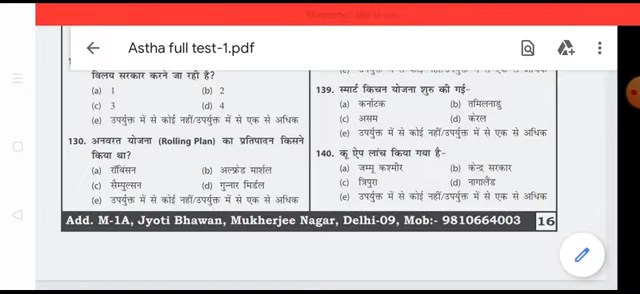 Astha full test-1.pdf
विलय सरकार करने जा रही है?
(a) 1 (b) 2
(c) 3 (d) 4
(e) उपर्युक्त में से कोई नहीं/उपर्युक्त में से एक से अधिक
130. अनवरत योजना (Rolling Plan) का प्रतिपादन किसने
किया था?
(a) रॉबिंसन (b) अल्फ्रेड मार्शल
(c) सैम्पुल्सन (d) गुन्नार मिर्डल
(e) उपर्युक्त में से कोई नहीं/उपर्युक्त में से एक से अधिक
139. स्मार्ट किचन योजना शुरु की गई-
(a) कर्नाटक (b) तमिलनाडु
(c) असम (d) केरल
(e) उपर्युक्त में से कोई नहीं/उपर्युक्त में से एक से अधिक
140. कू ऐप लांच किया गया है-
(a) जम्मू कश्मीर (b) केन्द्र सरकार
(c) त्रिपुरा (d) नागालैंड
(e) उपर्युक्त में से कोई नहीं/उपर्युक्त में से एक से अधिक
Add. M-1A, Jyoti Bhawan, Mukherjee Nagar, Delhi-09, Mob:- 9810664003 16